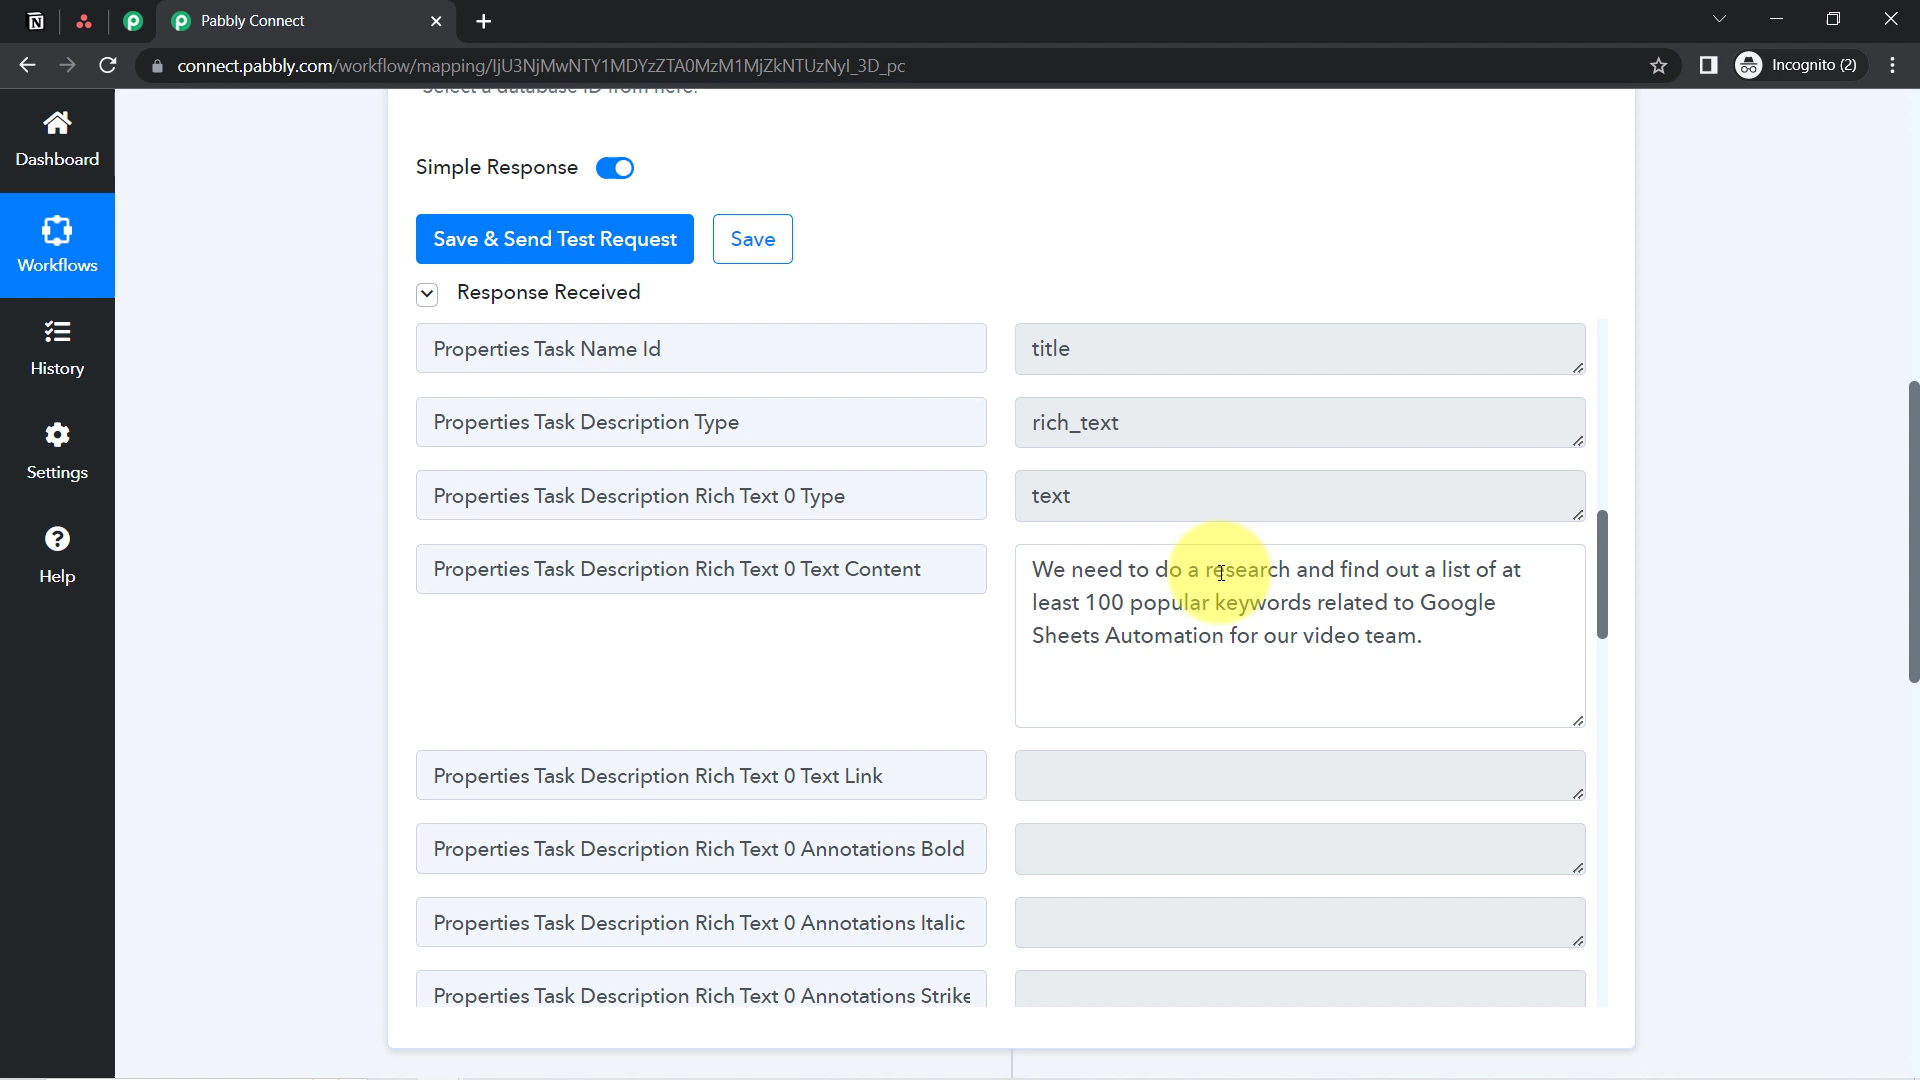 Pabbly Connect
connect.pabbly.com/workflow/mapping/IjU3NjMwNTY1MDYzZTA0MzM1MjZkNTUzNyI_3D_pc
Incognito (2)
Select a database ID from here.
Dashboard
Simple Response
Workflows
Save & Send Test Request
Save
Response Received
History
Properties Task Name Id
title
Properties Task Description Type
rich_text
Settings
Properties Task Description Rich Text 0 Type
text
Help
Properties Task Description Rich Text 0 Text Content
We need to do a research and find out a list of at
least 100 popular keywords related to Google
Sheets Automation for our video team.
Properties Task Description Rich Text 0 Text Link
Properties Task Description Rich Text 0 Annotations Bold
Properties Task Description Rich Text 0 Annotations Italic
Properties Task Description Rich Text 0 Annotations Strike